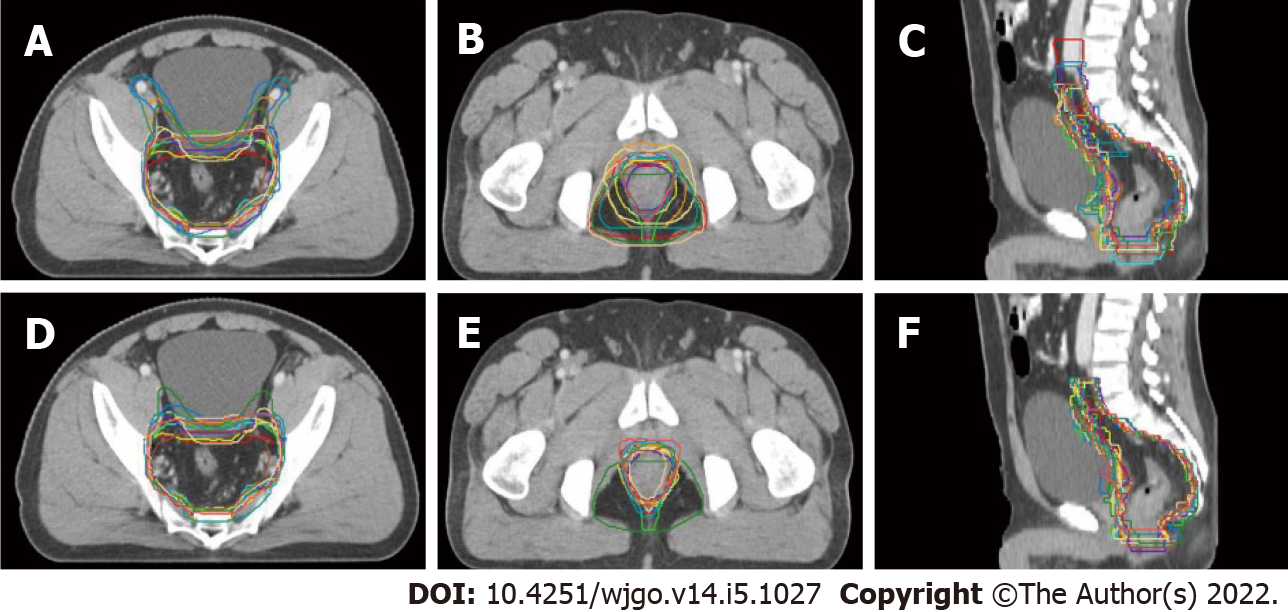 A B C
D E F
DOI: 10.4251/wjgo.v14.i5.1027 Copyright ©The Author(s) 2022.